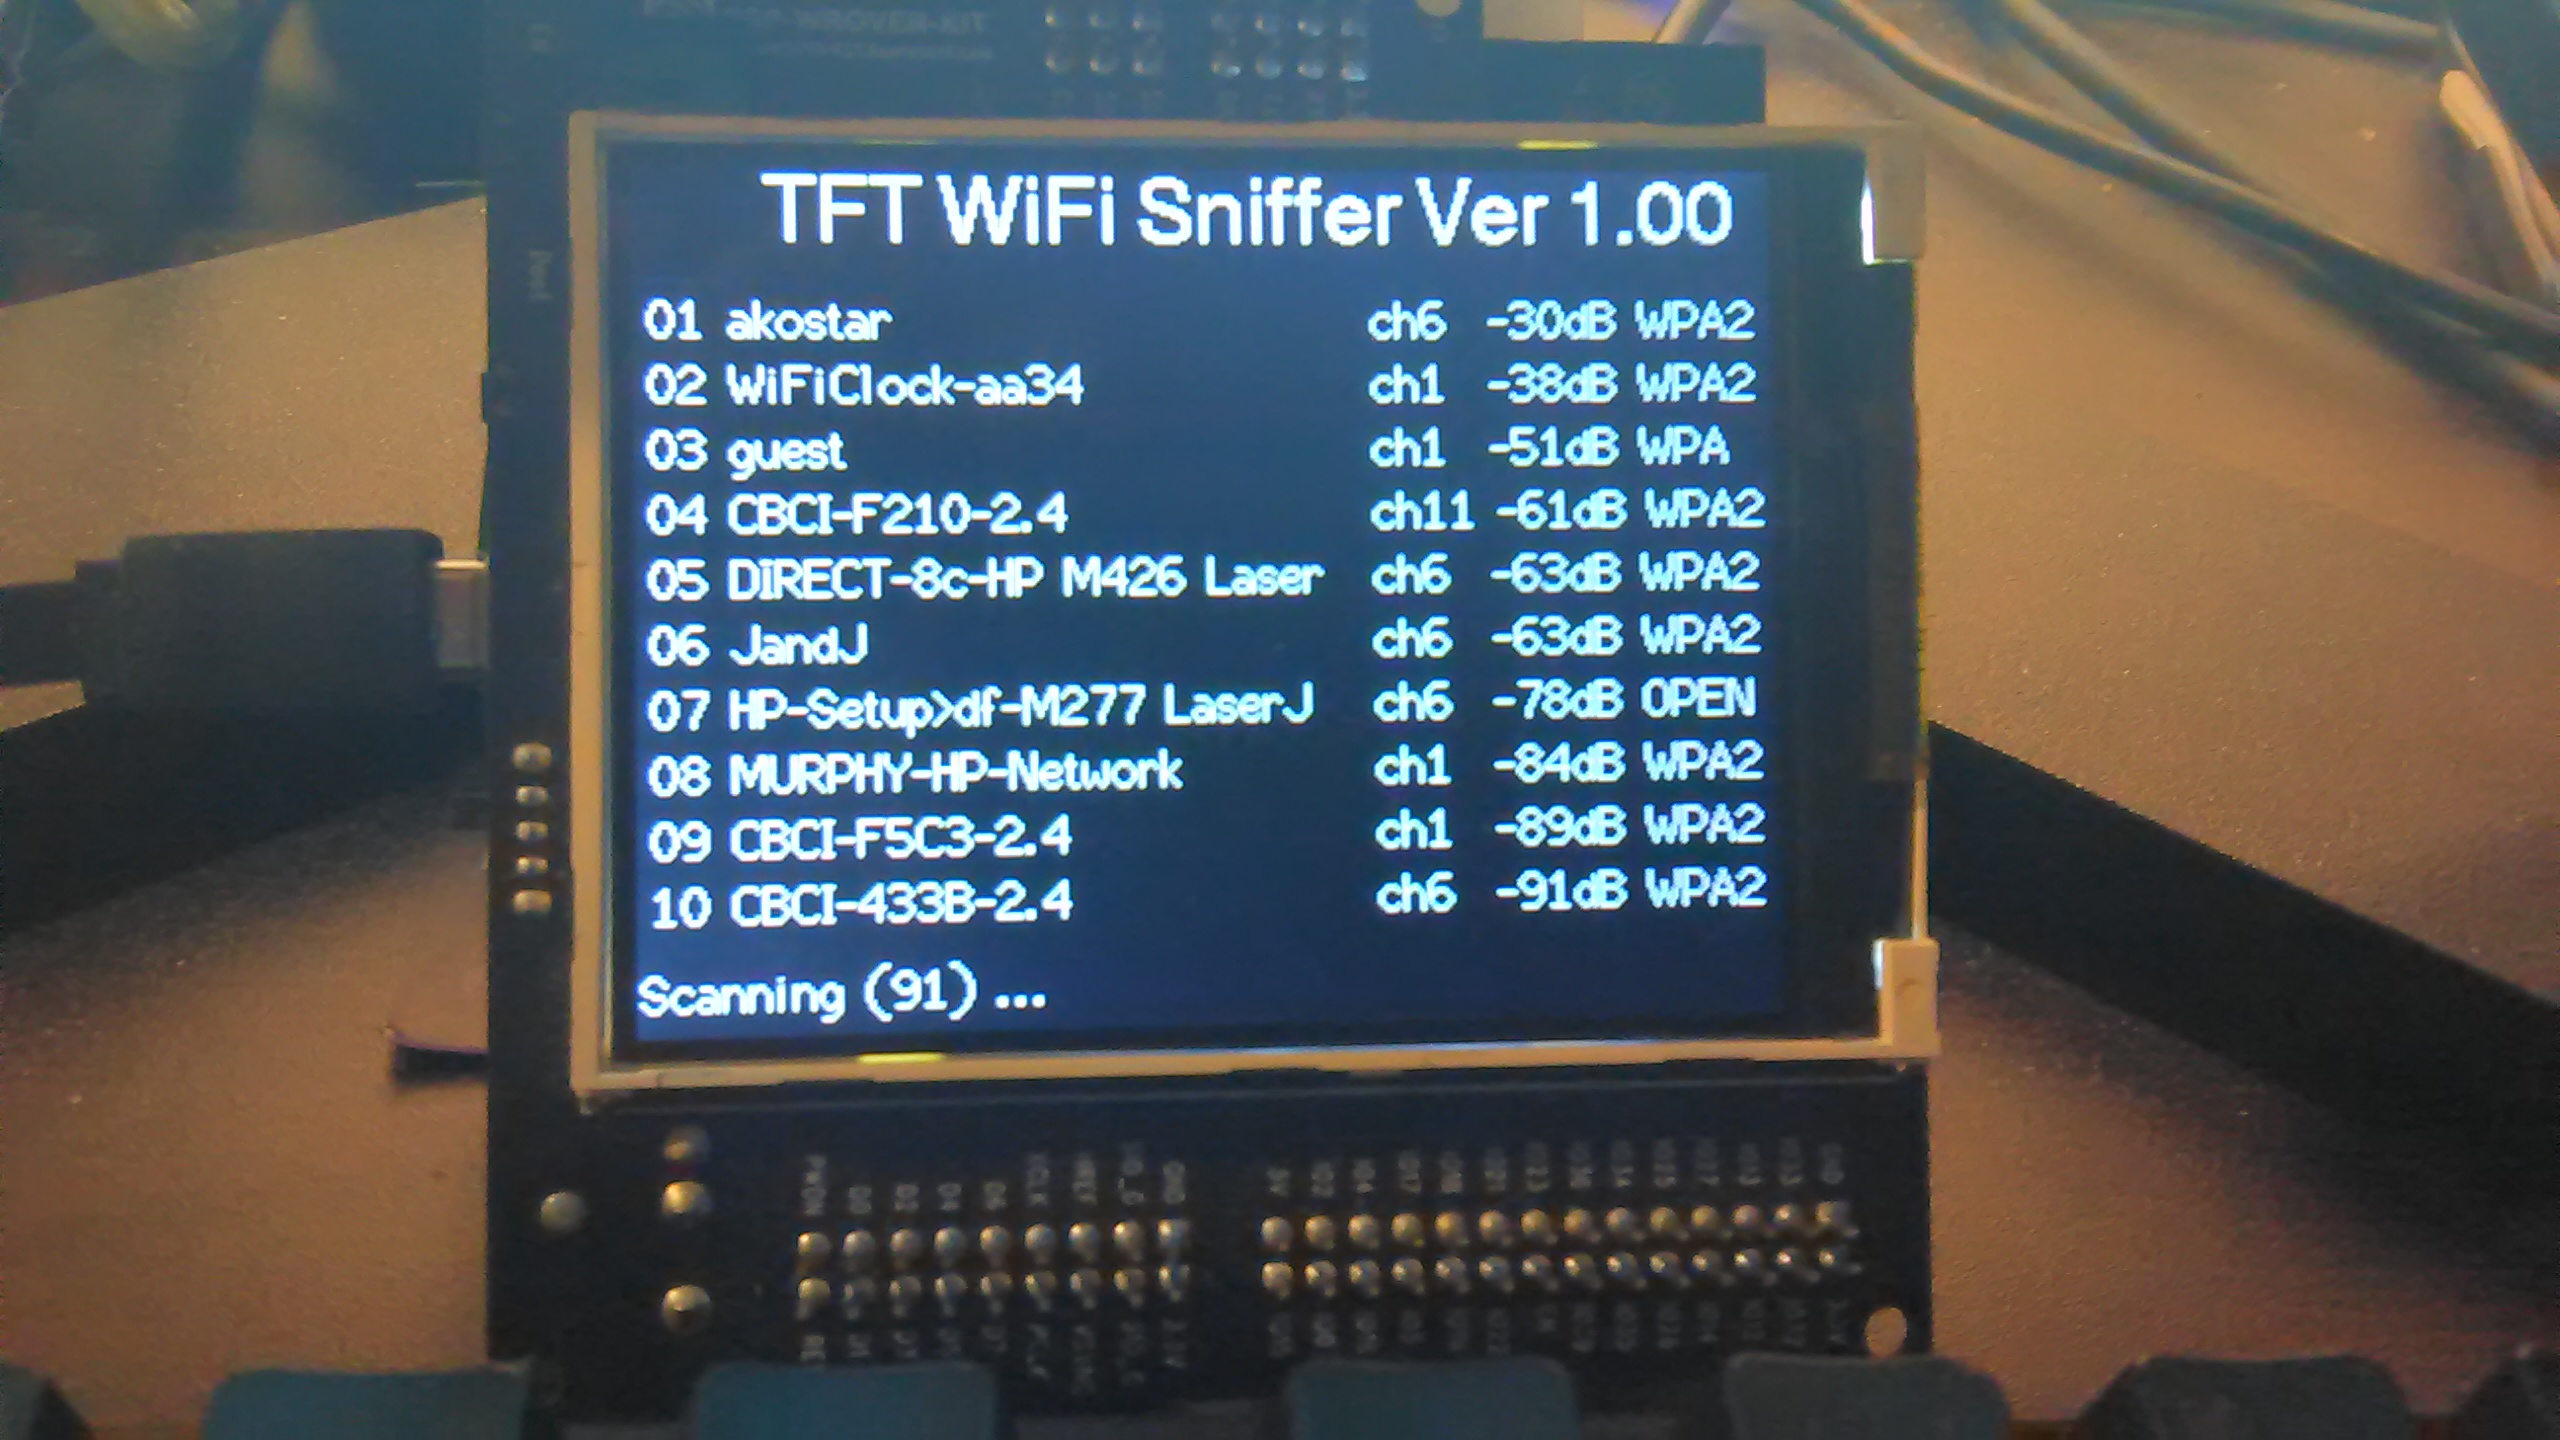 WROVER-KIT
TFT WiFi Sniffer Ver 1.00
01 akostar ch6 -30dB WPA2
02 WiFiClock-aa34 ch1 -38dB WPA2
03 guest ch1 -51dB WPA
04 CBCI-F210-2.4 ch11 -61dB WPA2
05 DiRECT-8c-HP M426 Laser ch6 -63dB WPA2
06 JandJ ch6 -63dB WPA2
07 HP-Setup>df-M277 LaserJ ch6 -78dB OPEN
08 MURPHY-HP-Network ch1 -84dB WPA2
09 CBCI-F5C3-2.4 ch1 -89dB WPA2
10 CBCI-433B-2.4 ch6 -91dB WPA2
Scanning (91) ...